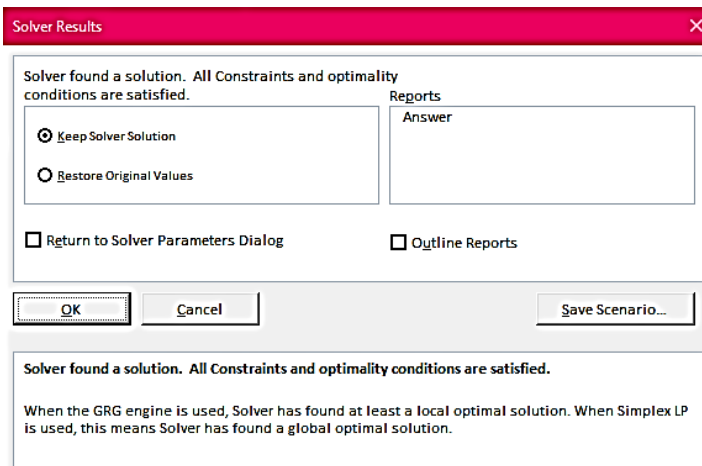 Solver Results
Solver found a solution. All Constraints and optimality
conditions are satisfied.
Reports
Answer
Keep Solver Solution
Restore Original Values
Return to Solver Parameters Dialog
Outline Reports
OK
Cancel
Save Scenario...
Solver found a solution. All Constraints and optimality conditions are satisfied.
When the GRG engine is used, Solver has found at least a local optimal solution. When Simplex LP
is used, this means Solver has found a global optimal solution.